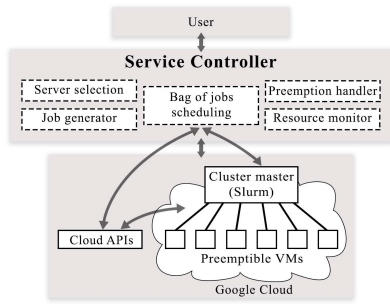 User
Service Controller
Server selection
Job generator
Bag of jobs
scheduling
Preemption handler
Resource monitor
Cluster master
(Slurm)
Cloud APIs
Preemptible VMs
Google Cloud